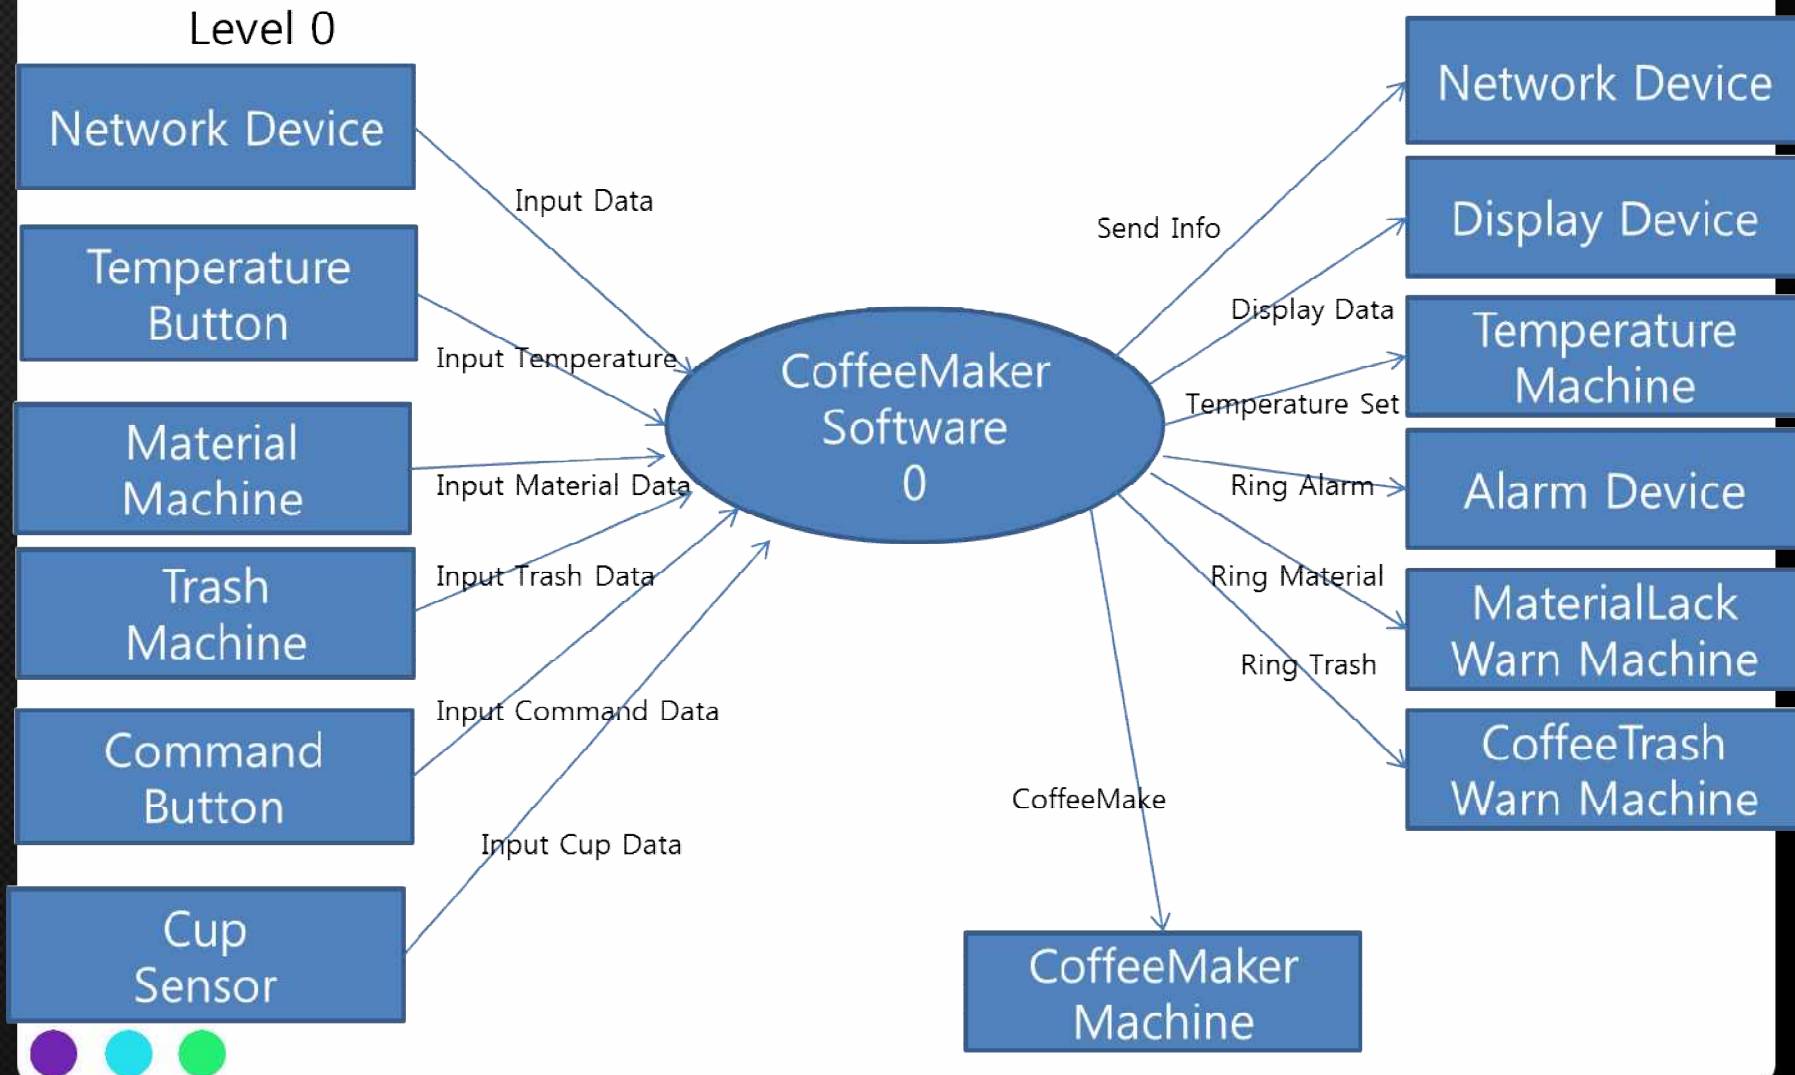 Level 0
Network Device
Temperature
Button
Material
Machine
Trash
Machine
Command
Button
Cup
Sensor
Input Data
Input Temperature
Input Material Data
Input Trash Data
Input Command Data
Input Cup Data
CoffeeMaker
Software
0
Send Info
Display Data
Temperature Set
Ring Alarm
Ring Material
Ring Trash
CoffeeMake
Network Device
Display Device
Temperature
Machine
Alarm Device
MaterialLack
Warn Machine
CoffeeTrash
Warn Machine
CoffeeMaker
Machine